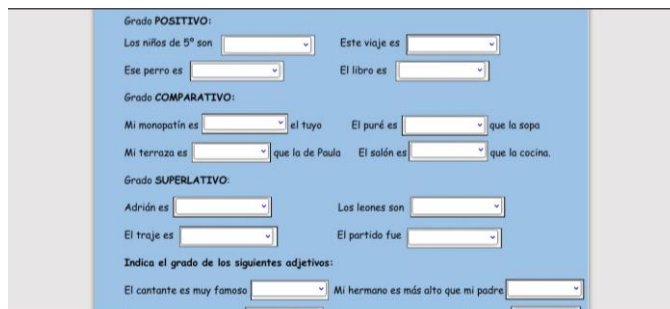 Grado POSITIVO:
Los niños de 5º son
Este viaje es
Ese perro es
El libro es
Grado COMPARATIVO:
Mi monopatín es el tuyo
El puré es que la sopa
Mi terraza es que la de Paula
El salón es que la cocina.
Grado SUPERLATIVO:
Adrián es
Los leones son
El traje es
El partido fue
Indica el grado de los siguientes adjetivos:
El cantante es muy famoso
Mi hermano es más alto que mi padre